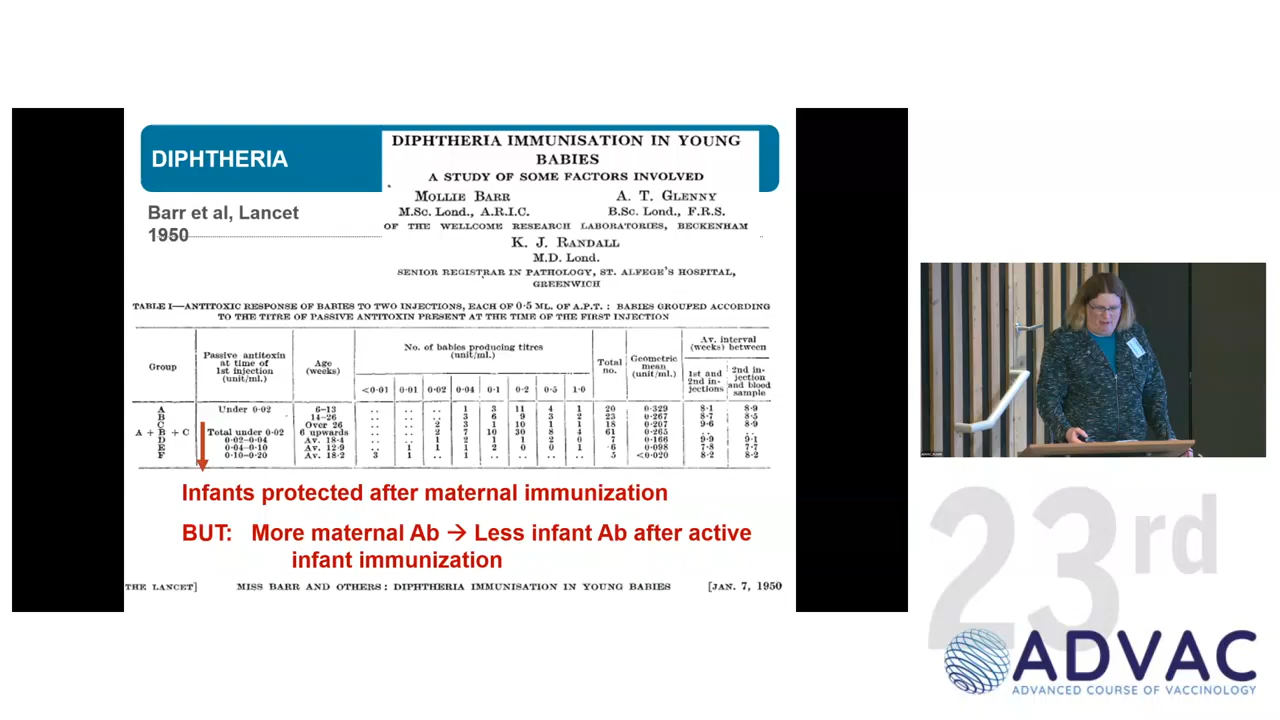 DIPHTHERIA
DIPHTHERIA IMMUNISATION IN YOUNG
BABIES
A STUDY OF SOME FACTORS INVOLVED
Barr et al, Lancet
1950
MOLLIE BARR A. T. GLENNY
M.Sc. Lond., A.R.I.C. B.Sc. Lond., F.R.S.
OF THE WELLCOME RESEARCH LABORATORIES, BECKENHAM
K. J. RANDALL
M.D. Lond.
SENIOR REGISTRAR IN PATHOLOGY, ST. ALFEGE'S HOSPITAL,
GREENWICH
TABLE I—ANTITOXIC RESPONSE OF BABIES TO TWO INJECTIONS, EACH OF 0·5 ML. OF A.P.T. : BABIES GROUPED ACCORDING
TO THE TITRE OF PASSIVE ANTITOXIN PRESENT AT THE TIME OF THE FIRST INJECTION
Group
Passive antitoxin
at time of
1st injection
(unit/ml.)
Age
(weeks)
No. of babies producing titres
(unit/ml.)
<0·01 0·01 0·02 0·04 0·1 0·2 0·5 1·0
Total
no.
Geometric
mean
(unit/ml.)
Av. interval
(weeks) between
1st and
2nd in-
jections
2nd in-
jection
and blood
sample
A Under 0·02 6–13 .. .. .. 1 3 11 4 1 20 0·329 8·1 8·9
B 14–26 .. .. .. 3 6 9 3 2 23 0·267 8·7 8·5
C Over 26 .. .. 2 3 1 10 1 1 18 0·207 9·6 8·9
A + B + C Total under 0·02 6 upwards .. .. 2 7 10 30 8 4 61 0·265 .. ..
D 0·02–0·04 Av. 18·4 .. .. .. 2 1 1 2 0 7 0·166 9·9 9·1
E 0·04–0·10 Av. 12·9 .. 1 1 1 2 0 0 1 6 0·098 7·8 7·7
F 0·10–0·20 Av. 18·2 3 1 .. 1 .. .. .. .. 5 <0·020 8·2 8·2
Infants protected after maternal immunization
BUT: More maternal Ab → Less infant Ab after active
infant immunization
THE LANCET] MISS BARR AND OTHERS : DIPHTHERIA IMMUNISATION IN YOUNG BABIES [JAN. 7, 1950
23rd
ADVAC
ADVANCED COURSE OF VACCINOLOGY